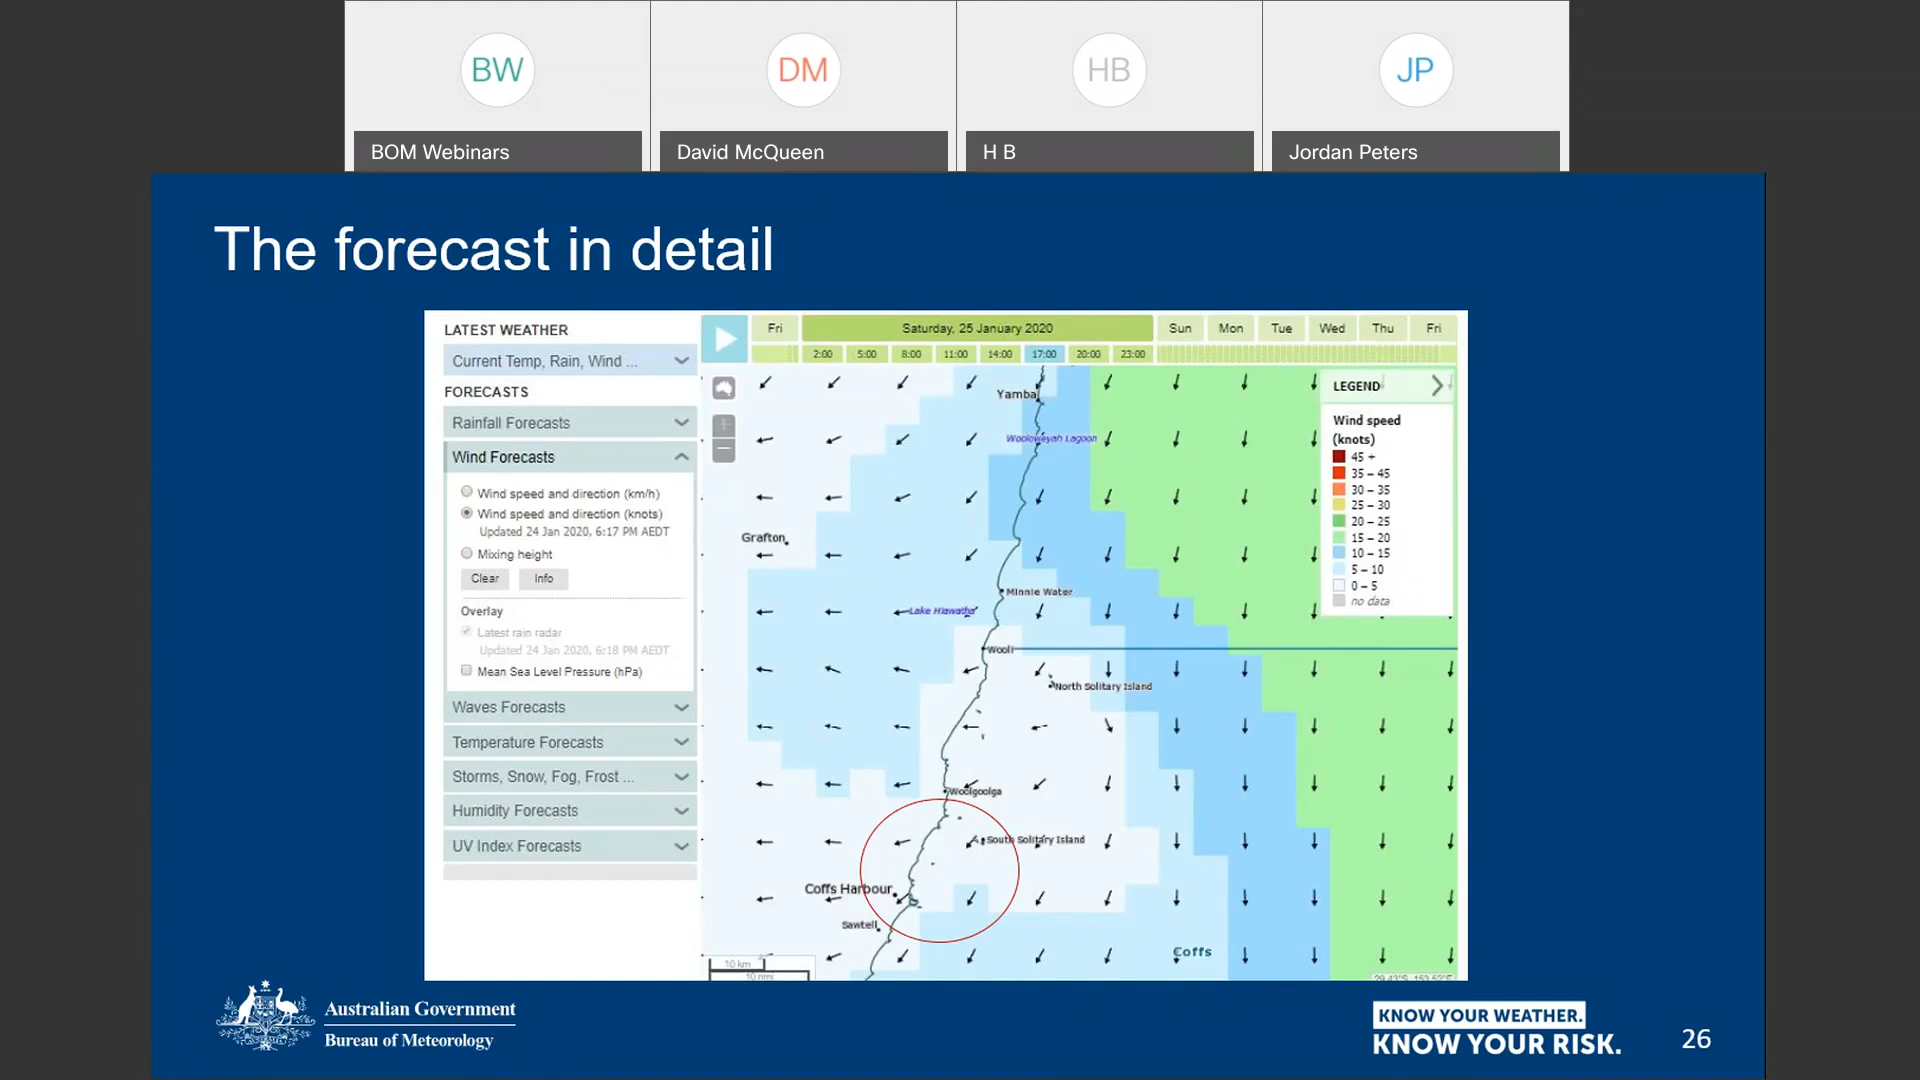 BW
DM
HB
JP
BOM Webinars
David McQueen
H B
Jordan Peters
The forecast in detail
LATEST WEATHER
Current Temp, Rain, Wind ...
FORECASTS
Rainfall Forecasts
Wind Forecasts
Wind speed and direction (km/h)
Wind speed and direction (knots)
Updated 24 Jan 2020, 6:17 PM AEDT
Mixing height
Clear
Info
Overlay
Latest rain radar
Updated 24 Jan 2020, 6:18 PM AEDT
Mean Sea Level Pressure (hPa)
Waves Forecasts
Temperature Forecasts
Storms, Snow, Fog, Frost ...
Humidity Forecasts
UV Index Forecasts
Fri
Saturday, 25 January 2020
Sun
Mon
Tue
Wed
Thu
Fri
2:00
5:00
8:00
11:00
14:00
17:00
20:00
23:00
Yamba
Wooloweyah Lagoon
Grafton
Minnie Water
Lake Hiawatha
Wooli
North Solitary Island
Woolgoolga
South Solitary Island
Coffs Harbour
Sawtell
Coffs
10 km
10 nms
29.43°S, 153.52°E
LEGEND
Wind speed
(knots)
45 +
35 – 45
30 – 35
25 – 30
20 – 25
15 – 20
10 – 15
5 – 10
0 – 5
no data
Australian Government
Bureau of Meteorology
KNOW YOUR WEATHER.
KNOW YOUR RISK.
26